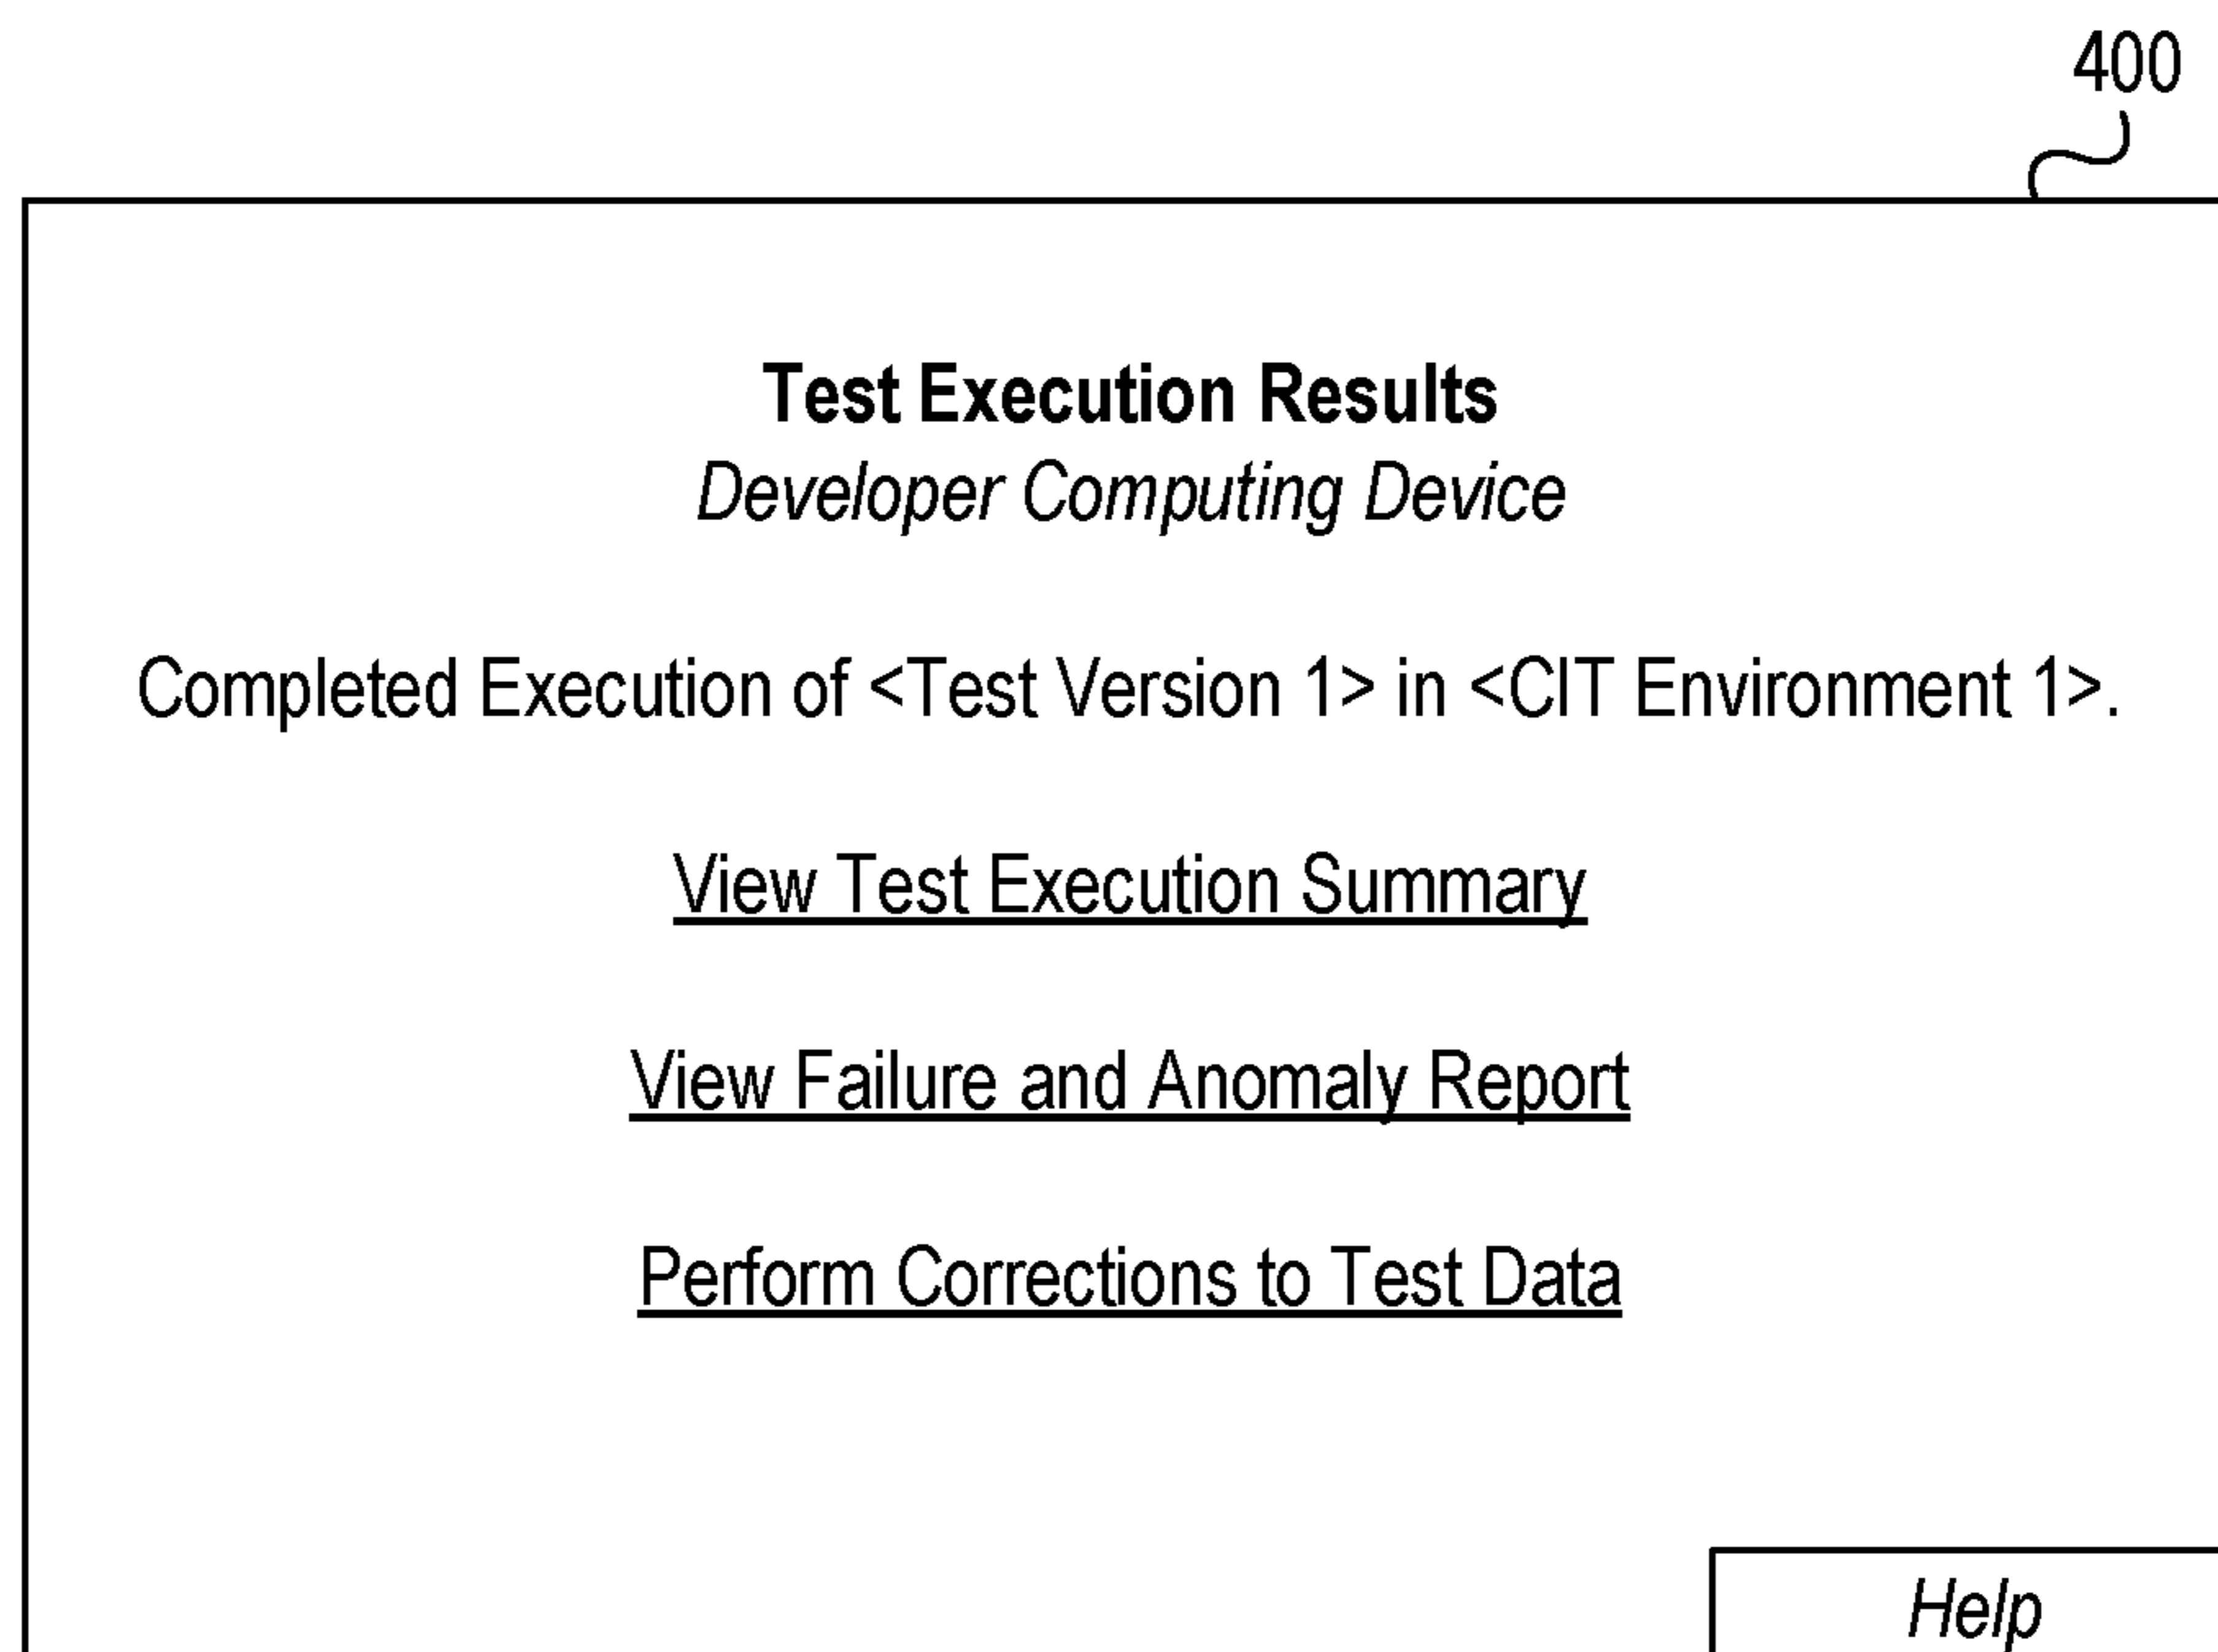 400
Test Execution Results
Developer Computing Device
Completed Execution of <Test Version 1> in <CIT Environment 1>.
View Test Execution Summary
View Failure and Anomaly Report
Perform Corrections to Test Data
Help